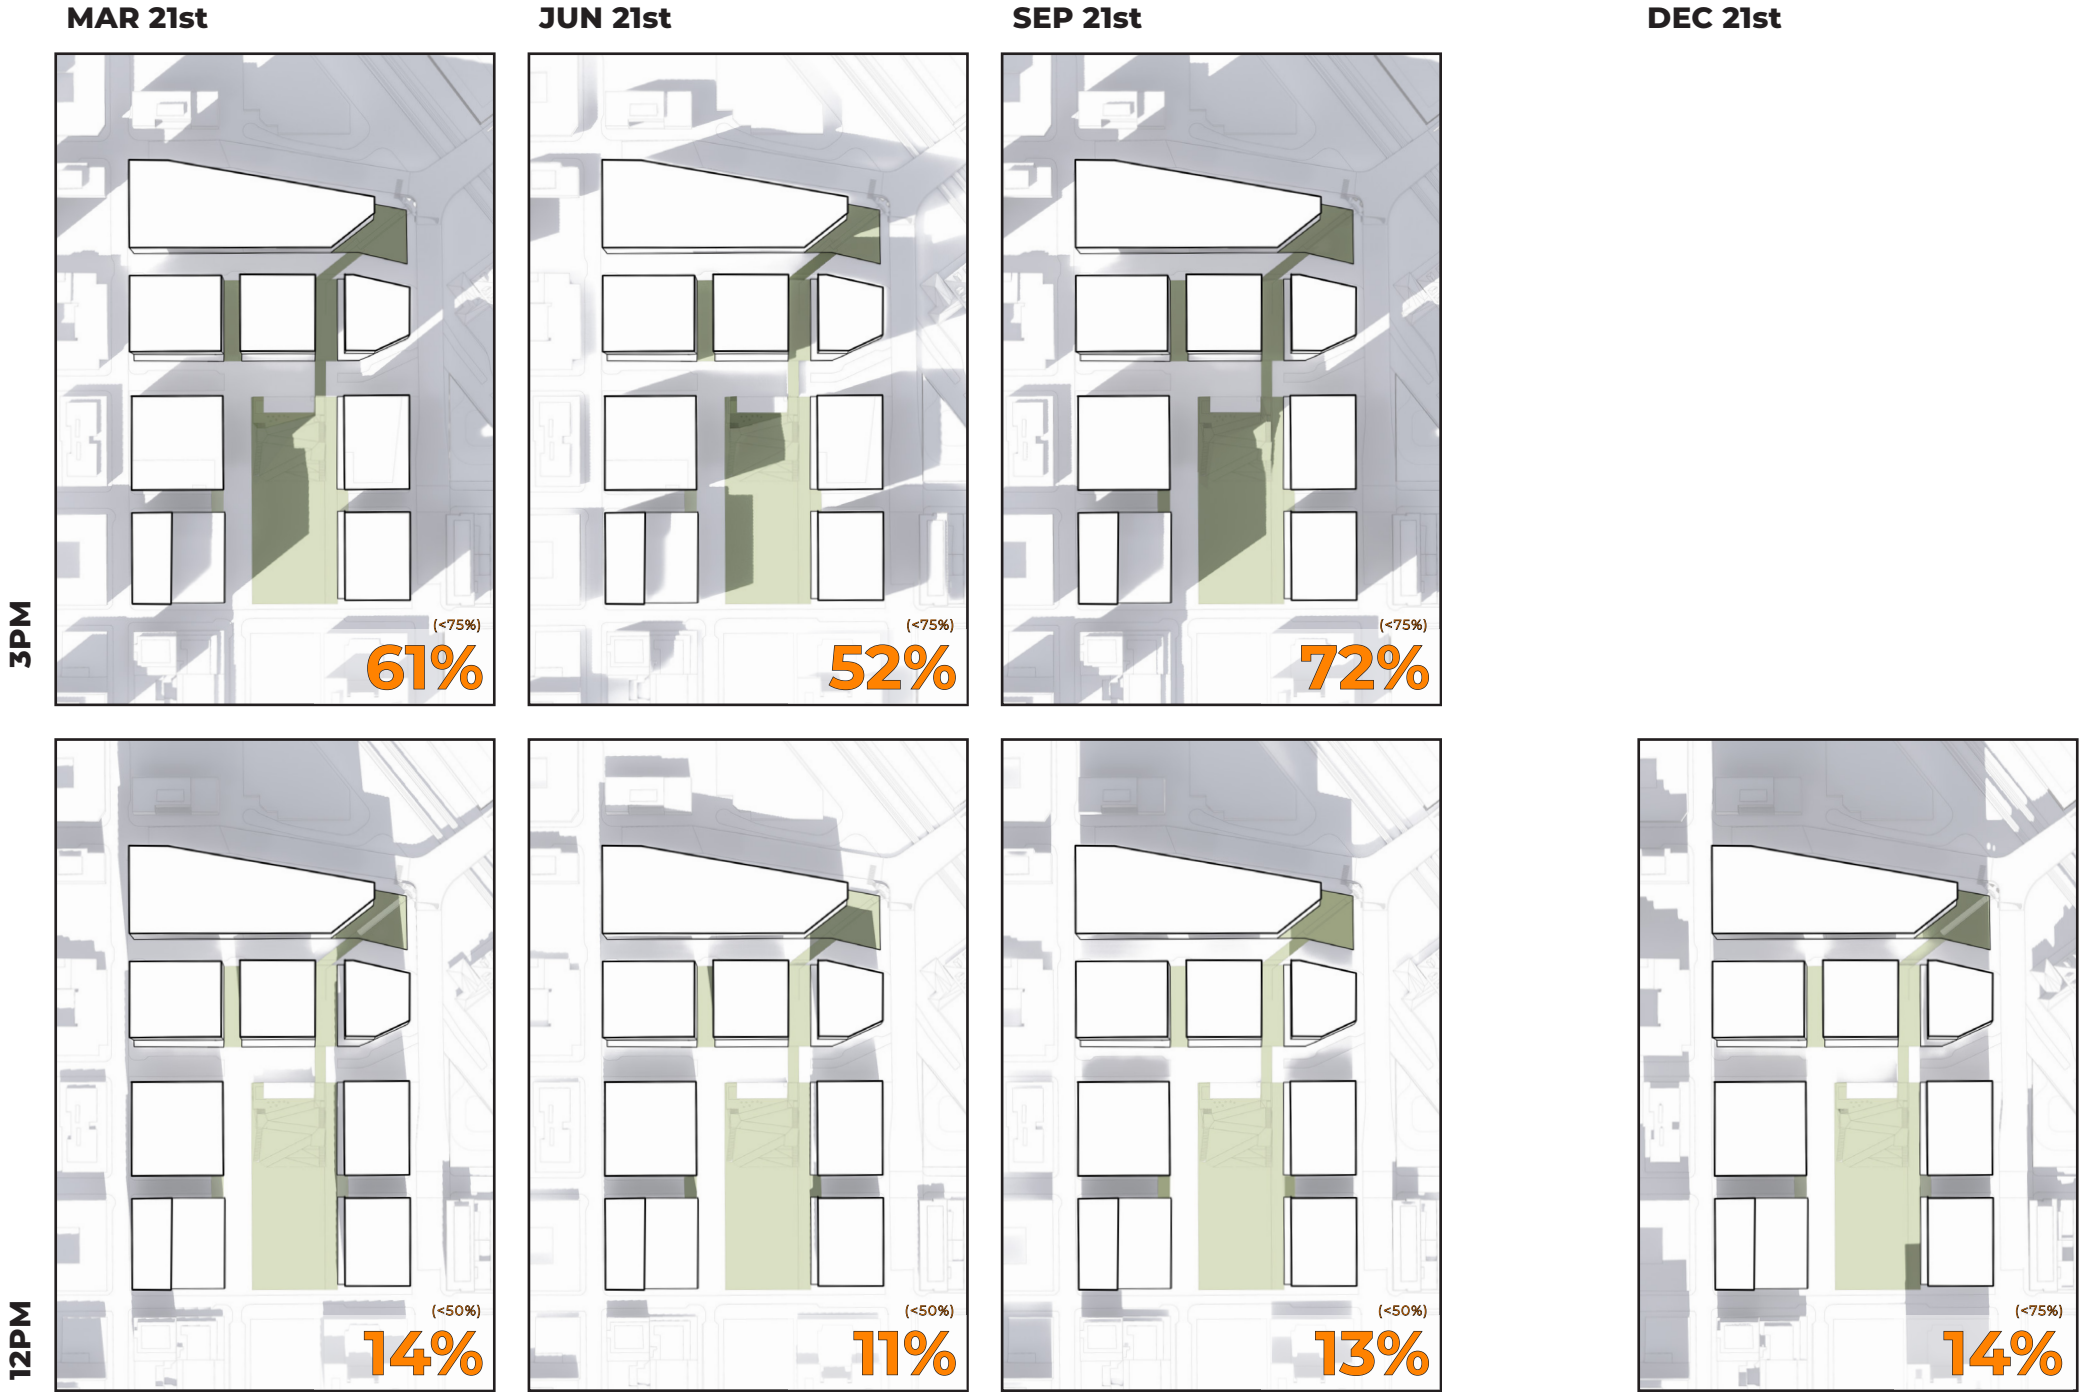 MAR 21st JUN 21st SEP 21st DEC 21st
3PM
(<75%) (<75%) (<75%)
61% 52% 72%
12PM
(<50%) (<50%) (<50%) (<75%)
14% 11% 13% 14%